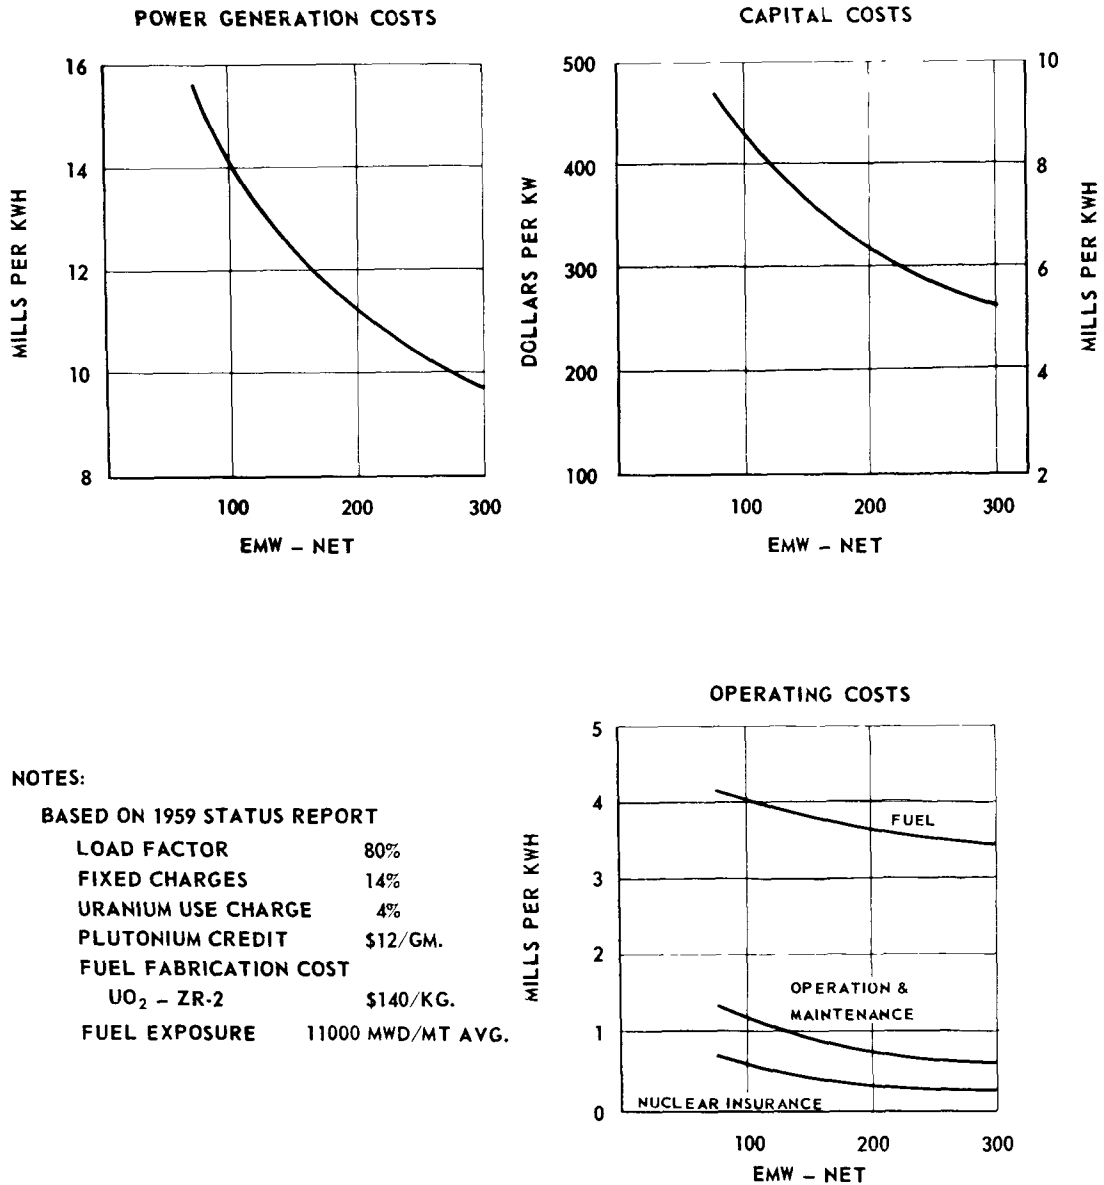 POWER GENERATION COSTS
16
14
12
10
8
MILLS PER KWH
100 200 300
EMW – NET
CAPITAL COSTS
500
400
300
200
100
DOLLARS PER KW
10
8
6
4
2
MILLS PER KWH
100 200 300
EMW – NET
NOTES:
BASED ON 1959 STATUS REPORT
LOAD FACTOR 80%
FIXED CHARGES 14%
URANIUM USE CHARGE 4%
PLUTONIUM CREDIT $12/GM.
FUEL FABRICATION COST
UO₂ – ZR-2 $140/KG.
FUEL EXPOSURE 11000 MWD/MT AVG.
OPERATING COSTS
5
4
3
2
1
0
MILLS PER KWH
FUEL
OPERATION &
MAINTENANCE
NUCLEAR INSURANCE
100 200 300
EMW – NET